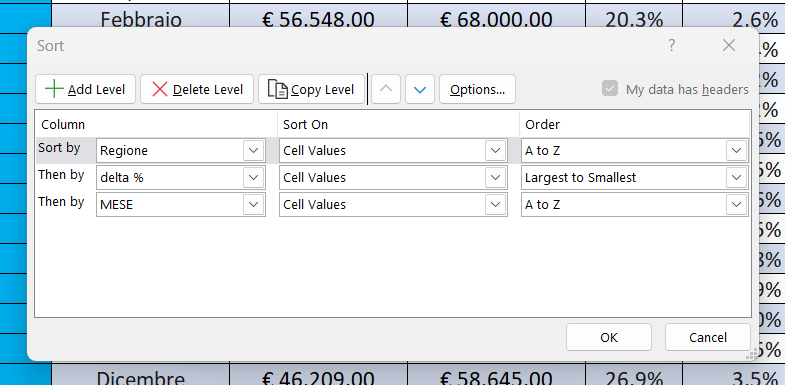 Febbraio € 56.548,00 € 68.000,00 20,3% 2,6%
Sort ?
Add Level Delete Level Copy Level Options... My data has headers
Column Sort On Order
Sort by Regione Cell Values A to Z
Then by delta % Cell Values Largest to Smallest
Then by MESE Cell Values A to Z
OK Cancel
Dicembre € 46.209,00 € 58.645,00 26,9% 3,5%